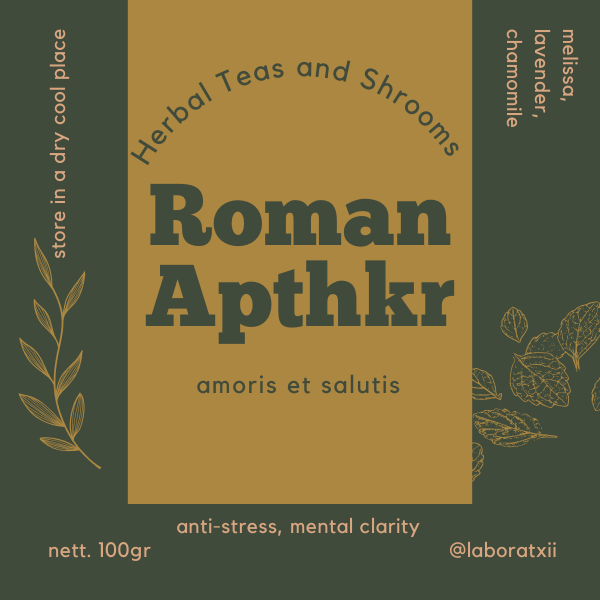 store in a dry cool place
Herbal Teas and Shrooms
Roman
Apthkr
amoris et salutis
melissa,
lavender,
chamomile
anti-stress, mental clarity
nett. 100gr
@laboratxii